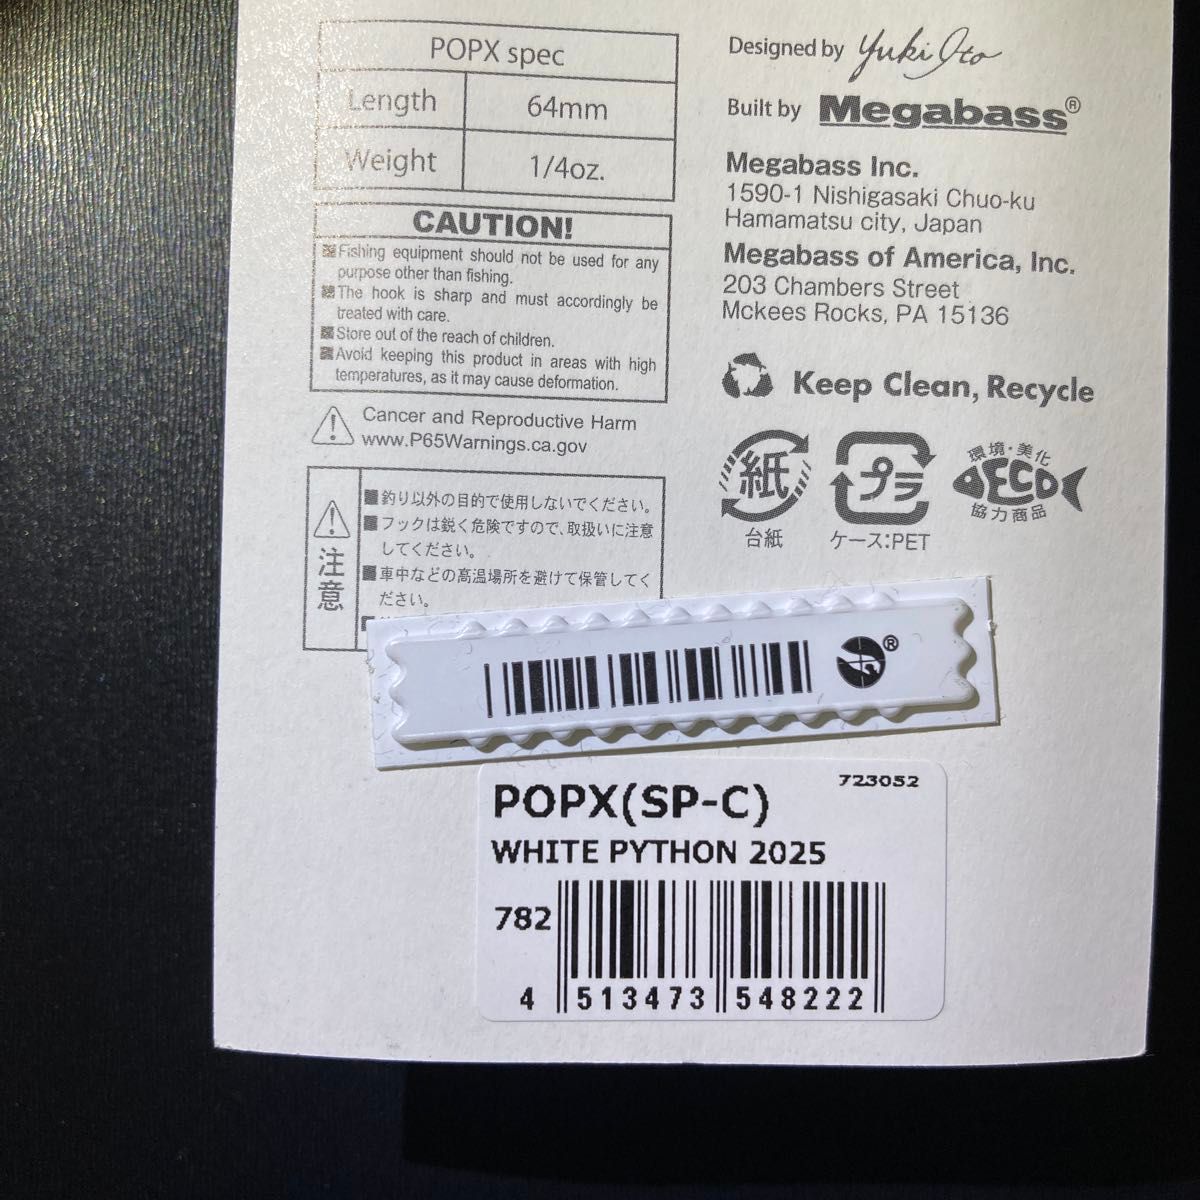 POPX spec
Length 64mm
Weight 1/4oz.
CAUTION!
Fishing equipment should not be used for any
purpose other than fishing.
The hook is sharp and must accordingly be
treated with care.
Store out of the reach of children.
Avoid keeping this product in areas with high
temperatures, as it may cause deformation.
Cancer and Reproductive Harm
www.P65Warnings.ca.gov
注意
釣り以外の目的で使用しないでください。
フックは鋭く危険ですので、取扱いに注意
してください。
車中などの高温場所を避けて保管してく
ださい。
Designed by Yuki Ito
Built by Megabass®
Megabass Inc.
1590-1 Nishigasaki Chuo-ku
Hamamatsu city, Japan
Megabass of America, Inc.
203 Chambers Street
Mckees Rocks, PA 15136
Keep Clean, Recycle
紙
台紙
プラ
ケース:PET
環境・美化
ECO
協力商品
®
POPX(SP-C) 723052
WHITE PYTHON 2025
782
4 513473 548222